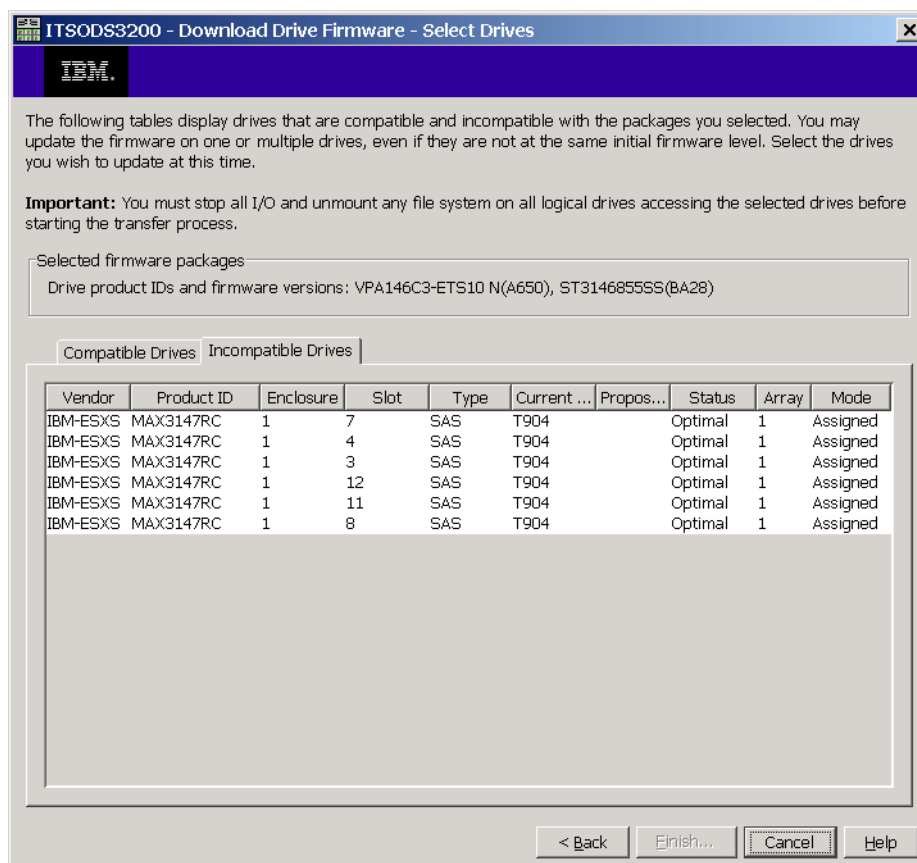 ITSODS3200 - Download Drive Firmware - Select Drives
IBM.
The following tables display drives that are compatible and incompatible with the packages you selected. You may
update the firmware on one or multiple drives, even if they are not at the same initial firmware level. Select the drives
you wish to update at this time.
Important: You must stop all I/O and unmount any file system on all logical drives accessing the selected drives before
starting the transfer process.
Selected firmware packages
Drive product IDs and firmware versions: VPA146C3-ETS10 N(A650), ST3146855SS(BA28)
Compatible Drives Incompatible Drives
Vendor Product ID Enclosure Slot Type Current ... Propos... Status Array Mode
IBM-ESXS MAX3147RC 1 7 SAS T904 Optimal 1 Assigned
IBM-ESXS MAX3147RC 1 4 SAS T904 Optimal 1 Assigned
IBM-ESXS MAX3147RC 1 3 SAS T904 Optimal 1 Assigned
IBM-ESXS MAX3147RC 1 12 SAS T904 Optimal 1 Assigned
IBM-ESXS MAX3147RC 1 11 SAS T904 Optimal 1 Assigned
IBM-ESXS MAX3147RC 1 8 SAS T904 Optimal 1 Assigned
< Back Finish... Cancel Help